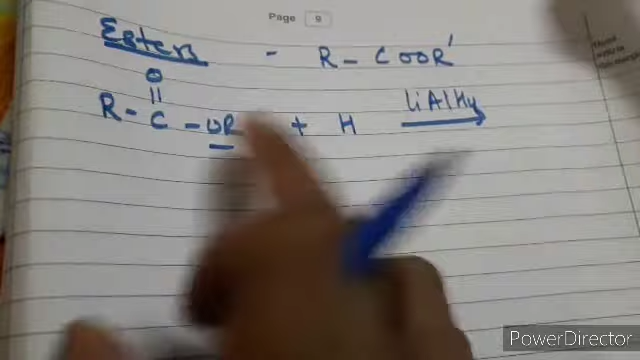 Page 9
Esters - R - COOR'
O
||
R - C - OR + H LiAlH4
PowerDirector